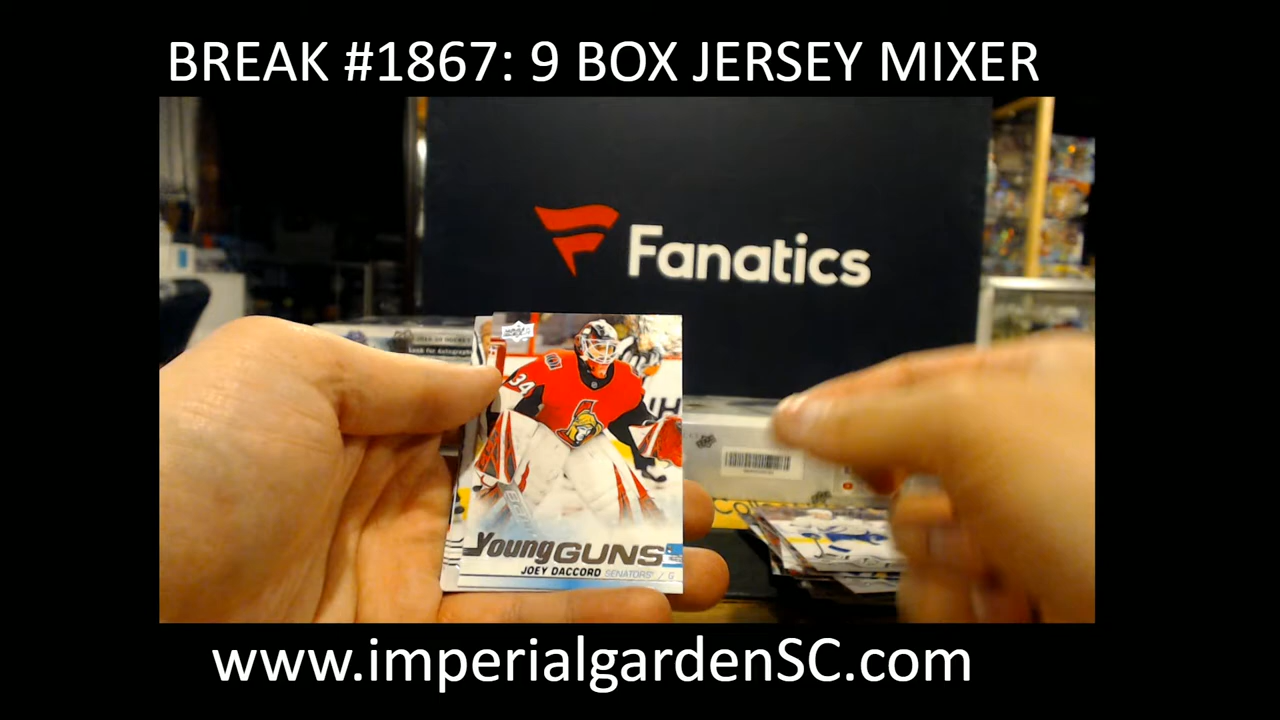 BREAK #1867: 9 BOX JERSEY MIXER
Fanatics
34
Young GUNS
JOEY DACCORD SENATORS / G
www.imperialgardenSC.com